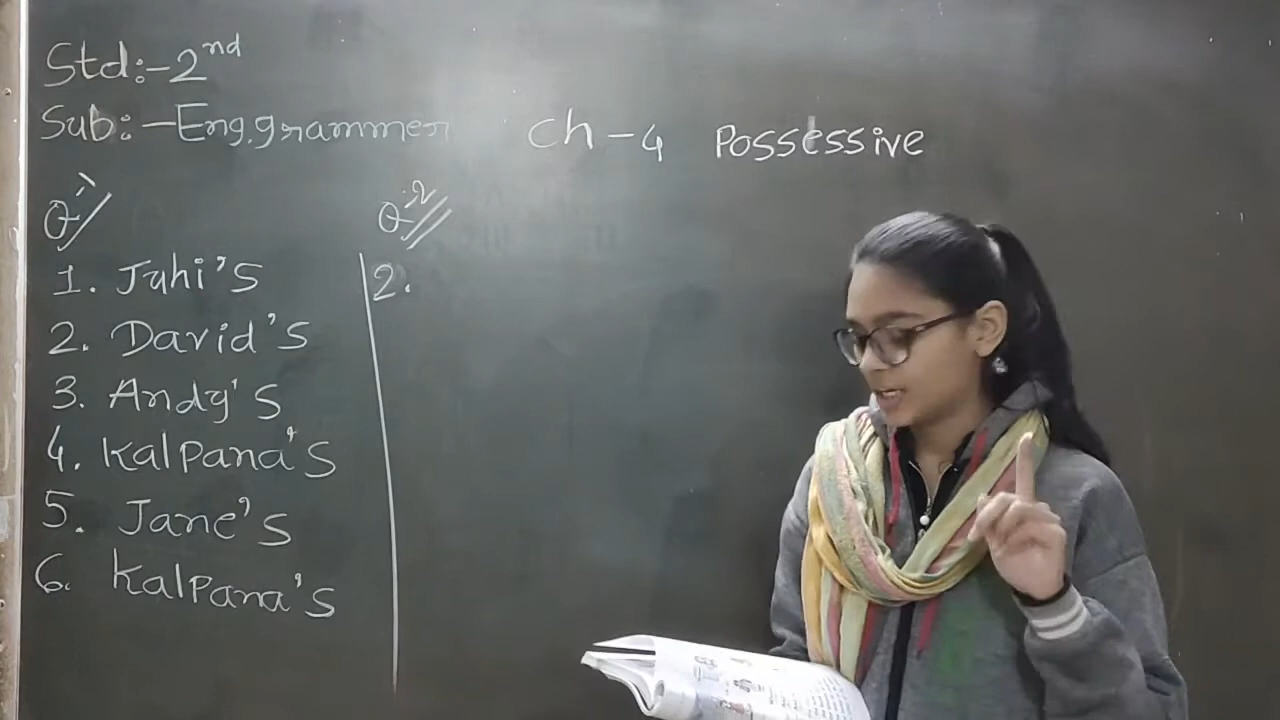 Std:-2nd
Sub:-Eng.grammer
Ch-4 Possessive
Q-1
1. Juhi's
2. David's
3. Andy's
4. Kalpana's
5. Jane's
6. Kalpana's
Q-2
2.